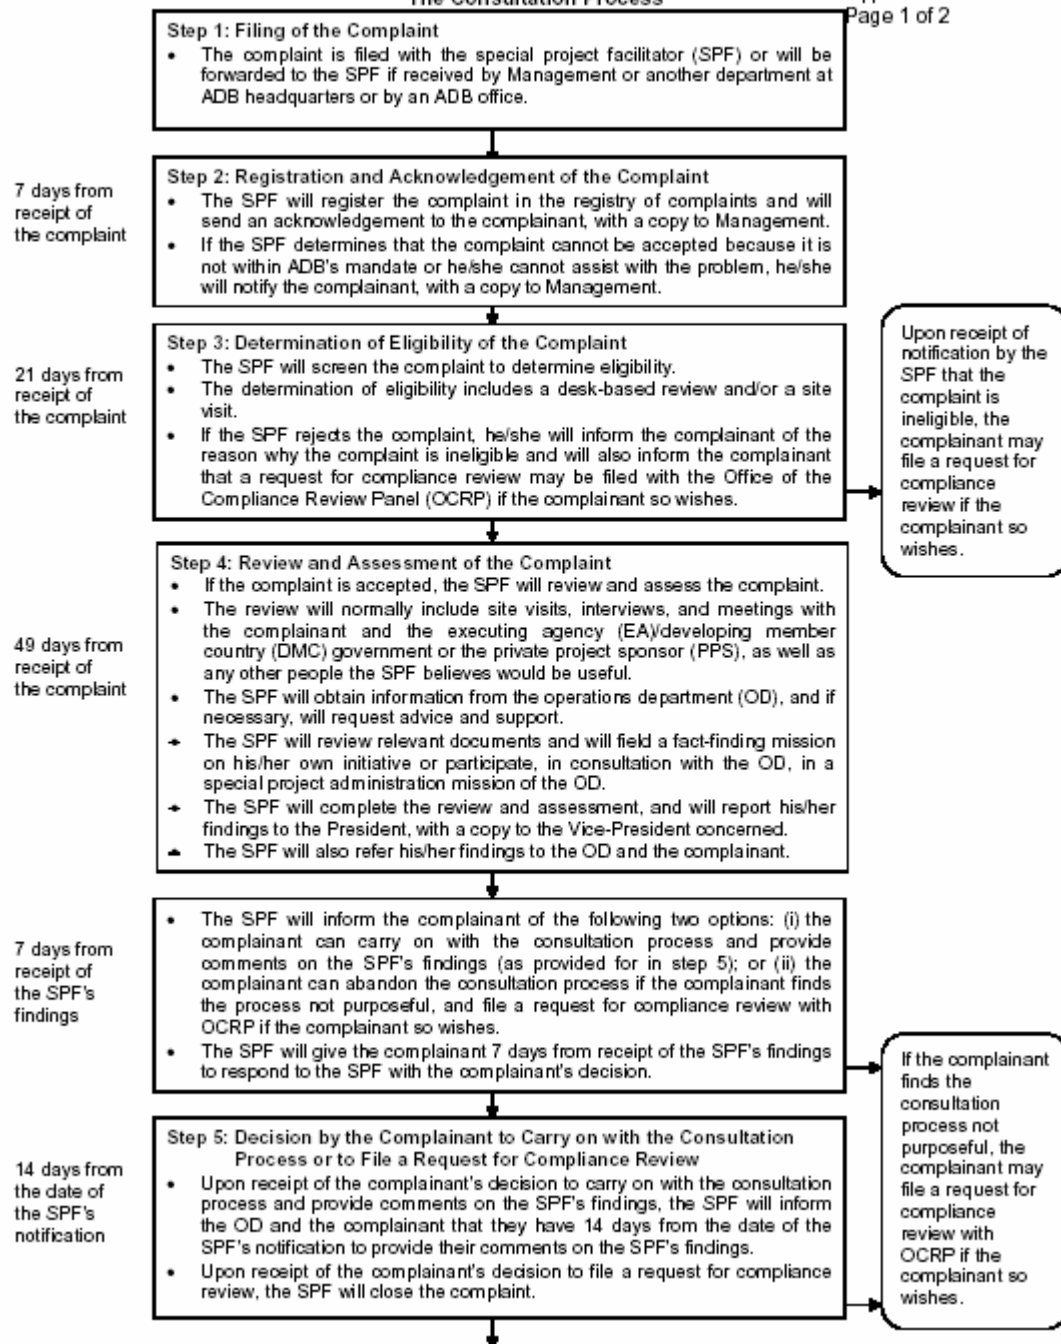 The Consultation Process
Page 1 of 2
Step 1: Filing of the Complaint
• The complaint is filed with the special project facilitator (SPF) or will be
forwarded to the SPF if received by Management or another department at
ADB headquarters or by an ADB office.
7 days from
receipt of
the complaint
Step 2: Registration and Acknowledgement of the Complaint
• The SPF will register the complaint in the registry of complaints and will
send an acknowledgement to the complainant, with a copy to Management.
• If the SPF determines that the complaint cannot be accepted because it is
not within ADB's mandate or he/she cannot assist with the problem, he/she
will notify the complainant, with a copy to Management.
21 days from
receipt of
the complaint
Step 3: Determination of Eligibility of the Complaint
• The SPF will screen the complaint to determine eligibility.
• The determination of eligibility includes a desk-based review and/or a site
visit.
• If the SPF rejects the complaint, he/she will inform the complainant of the
reason why the complaint is ineligible and will also inform the complainant
that a request for compliance review may be filed with the Office of the
Compliance Review Panel (OCRP) if the complainant so wishes.
Upon receipt of
notification by the
SPF that the
complaint is
ineligible, the
complainant may
file a request for
compliance
review if the
complainant so
wishes.
49 days from
receipt of
the complaint
Step 4: Review and Assessment of the Complaint
• If the complaint is accepted, the SPF will review and assess the complaint.
• The review will normally include site visits, interviews, and meetings with
the complainant and the executing agency (EA)/developing member
country (DMC) government or the private project sponsor (PPS), as well as
any other people the SPF believes would be useful.
• The SPF will obtain information from the operations department (OD), and if
necessary, will request advice and support.
• The SPF will review relevant documents and will field a fact-finding mission
on his/her own initiative or participate, in consultation with the OD, in a
special project administration mission of the OD.
• The SPF will complete the review and assessment, and will report his/her
findings to the President, with a copy to the Vice-President concerned.
• The SPF will also refer his/her findings to the OD and the complainant.
7 days from
receipt of
the SPF's
findings
• The SPF will inform the complainant of the following two options: (i) the
complainant can carry on with the consultation process and provide
comments on the SPF's findings (as provided for in step 5); or (ii) the
complainant can abandon the consultation process if the complainant finds
the process not purposeful, and file a request for compliance review with
OCRP if the complainant so wishes.
• The SPF will give the complainant 7 days from receipt of the SPF's findings
to respond to the SPF with the complainant's decision.
14 days from
the date of
the SPF's
notification
Step 5: Decision by the Complainant to Carry on with the Consultation
Process or to File a Request for Compliance Review
• Upon receipt of the complainant's decision to carry on with the consultation
process and provide comments on the SPF's findings, the SPF will inform
the OD and the complainant that they have 14 days from the date of the
SPF's notification to provide their comments on the SPF's findings.
• Upon receipt of the complainant's decision to file a request for compliance
review, the SPF will close the complaint.
If the complainant
finds the
consultation
process not
purposeful, the
complainant may
file a request for
compliance
review with
OCRP if the
complainant so
wishes.